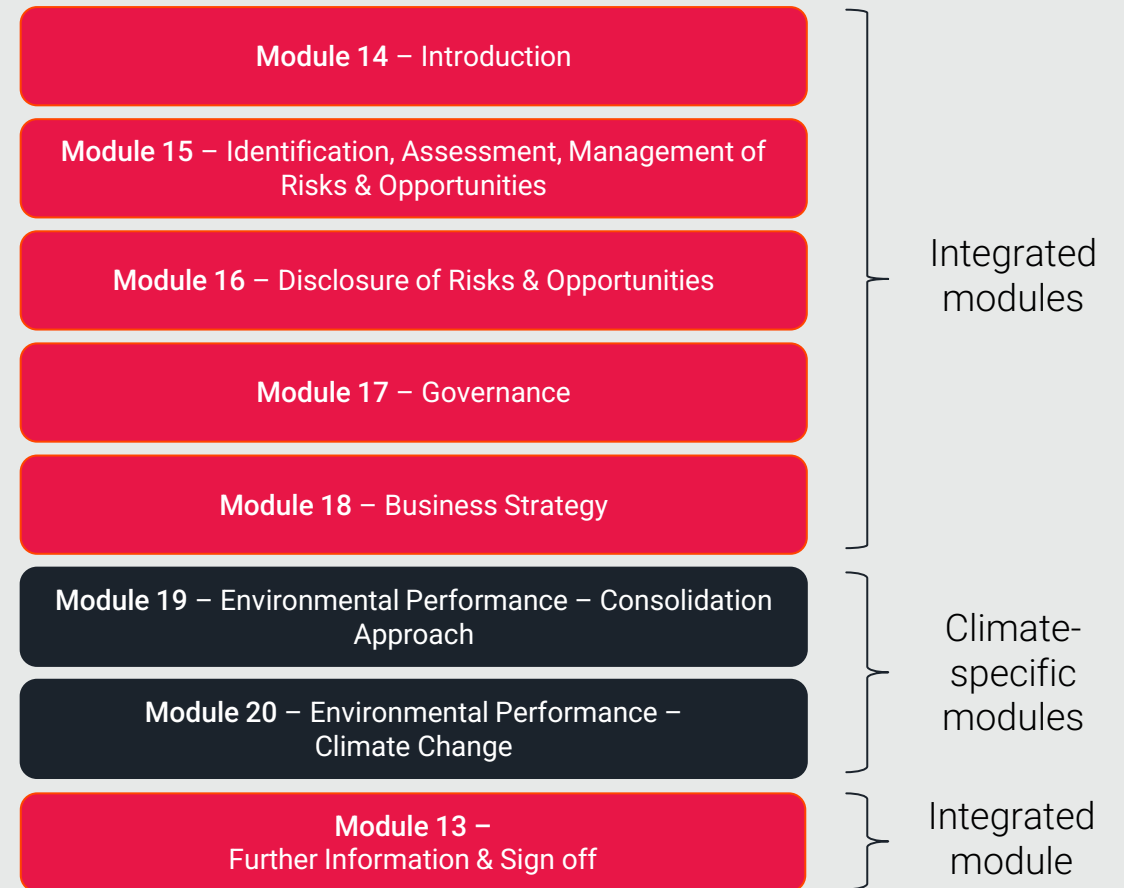 Module 14 – Introduction
Module 15 – Identification, Assessment, Management of
Risks & Opportunities
Module 16 – Disclosure of Risks & Opportunities
Module 17 – Governance
Module 18 – Business Strategy
Integrated
modules
Module 19 – Environmental Performance – Consolidation
Approach
Module 20 – Environmental Performance –
Climate Change
Climate-
specific
modules
Module 13 –
Further Information & Sign off
Integrated
module